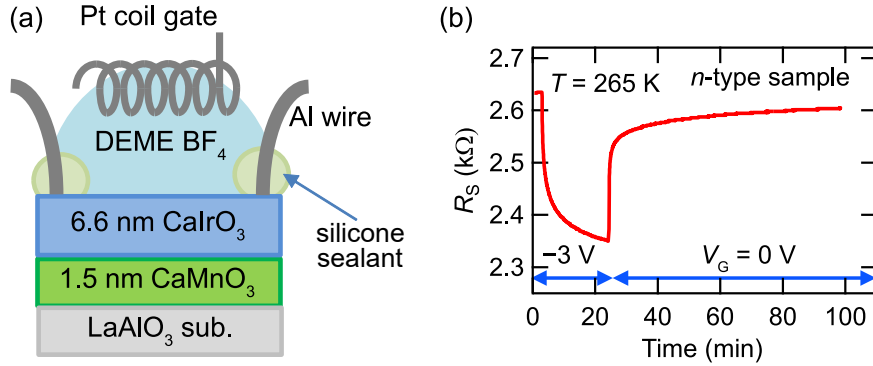 (a)
Pt coil gate
Al wire
DEME BF₄
6.6 nm CaIrO₃
silicone
sealant
1.5 nm CaMnO₃
LaAlO₃ sub.
(b)
2.7
2.6
2.5
2.4
2.3
R_S (kΩ)
T = 265 K
n-type sample
−3 V
V_G = 0 V
0 20 40 60 80 100
Time (min)